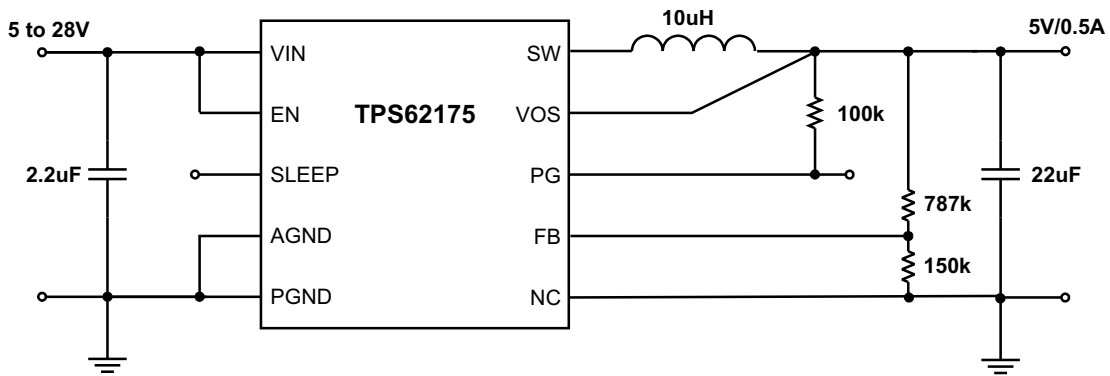 5 to 28V
10uH
5V/0.5A
VIN
SW
EN
TPS62175
VOS
100k
2.2uF
SLEEP
PG
22uF
787k
AGND
FB
150k
PGND
NC